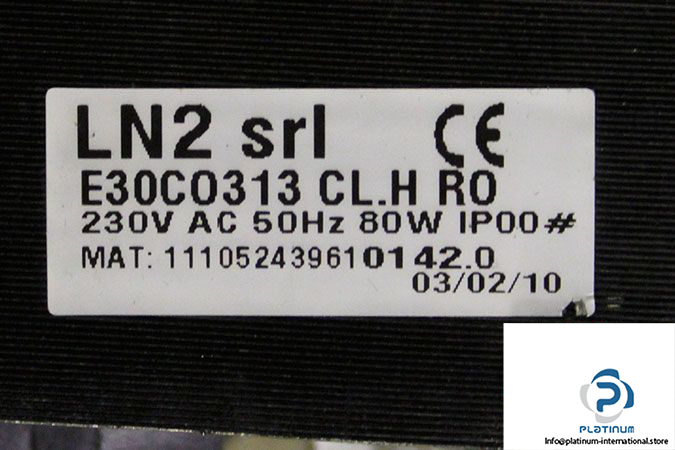 LN2 srl CE
E30C0313 CL.H R0
230V AC 50Hz 80W IP00#
MAT: 111052439610142.0
03/02/10
PLATINUM
Info@platinum-international.store